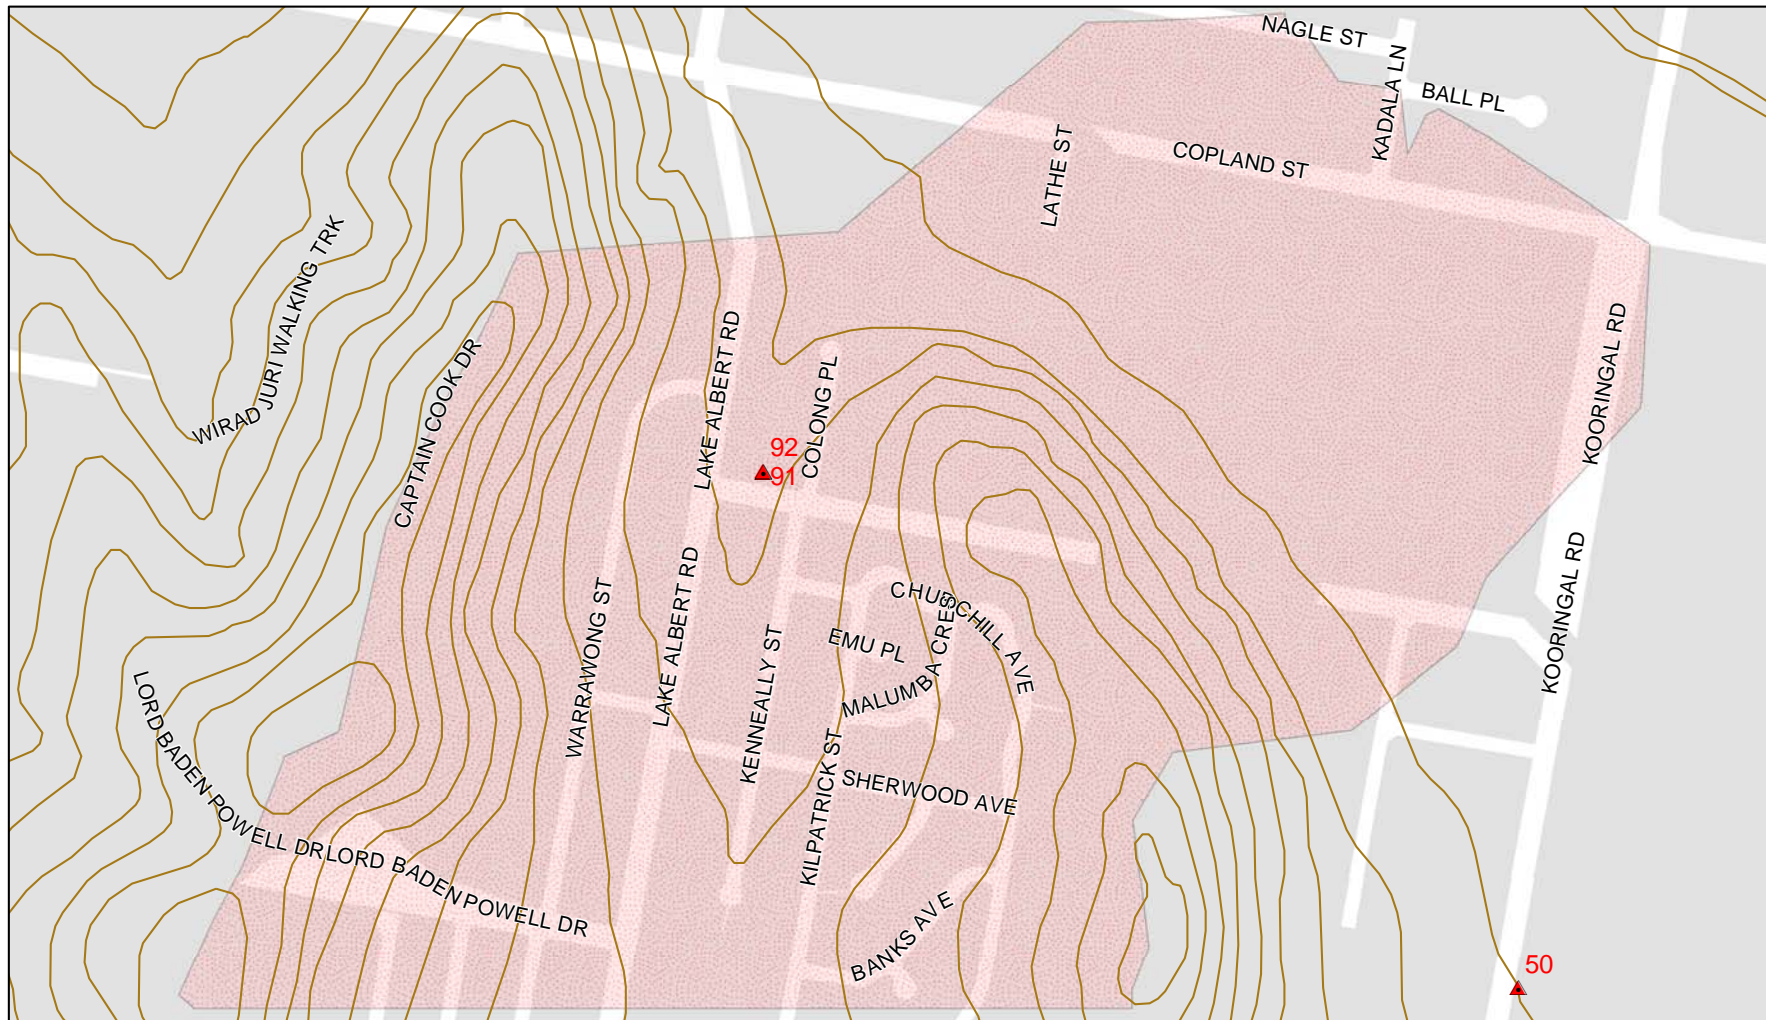 NAGLE ST
KADALA LN
BALL PL
COPLAND ST
LATHE ST
WIRADJURI WALKING TRK
CAPTAIN COOK DR
LAKE ALBERT RD
COLONG PL
KOORINGAL RD
92
91
KOORINGAL RD
LAKE ALBERT RD
WARRAWONG ST
KENNEALLY ST
CHURCHILL AVE
EMU PL
MALUMBA CRES
LORD BADEN POWELL DR
KILPATRICK ST
SHERWOOD AVE
LORD BADEN POWELL DR
BANKS AVE
50